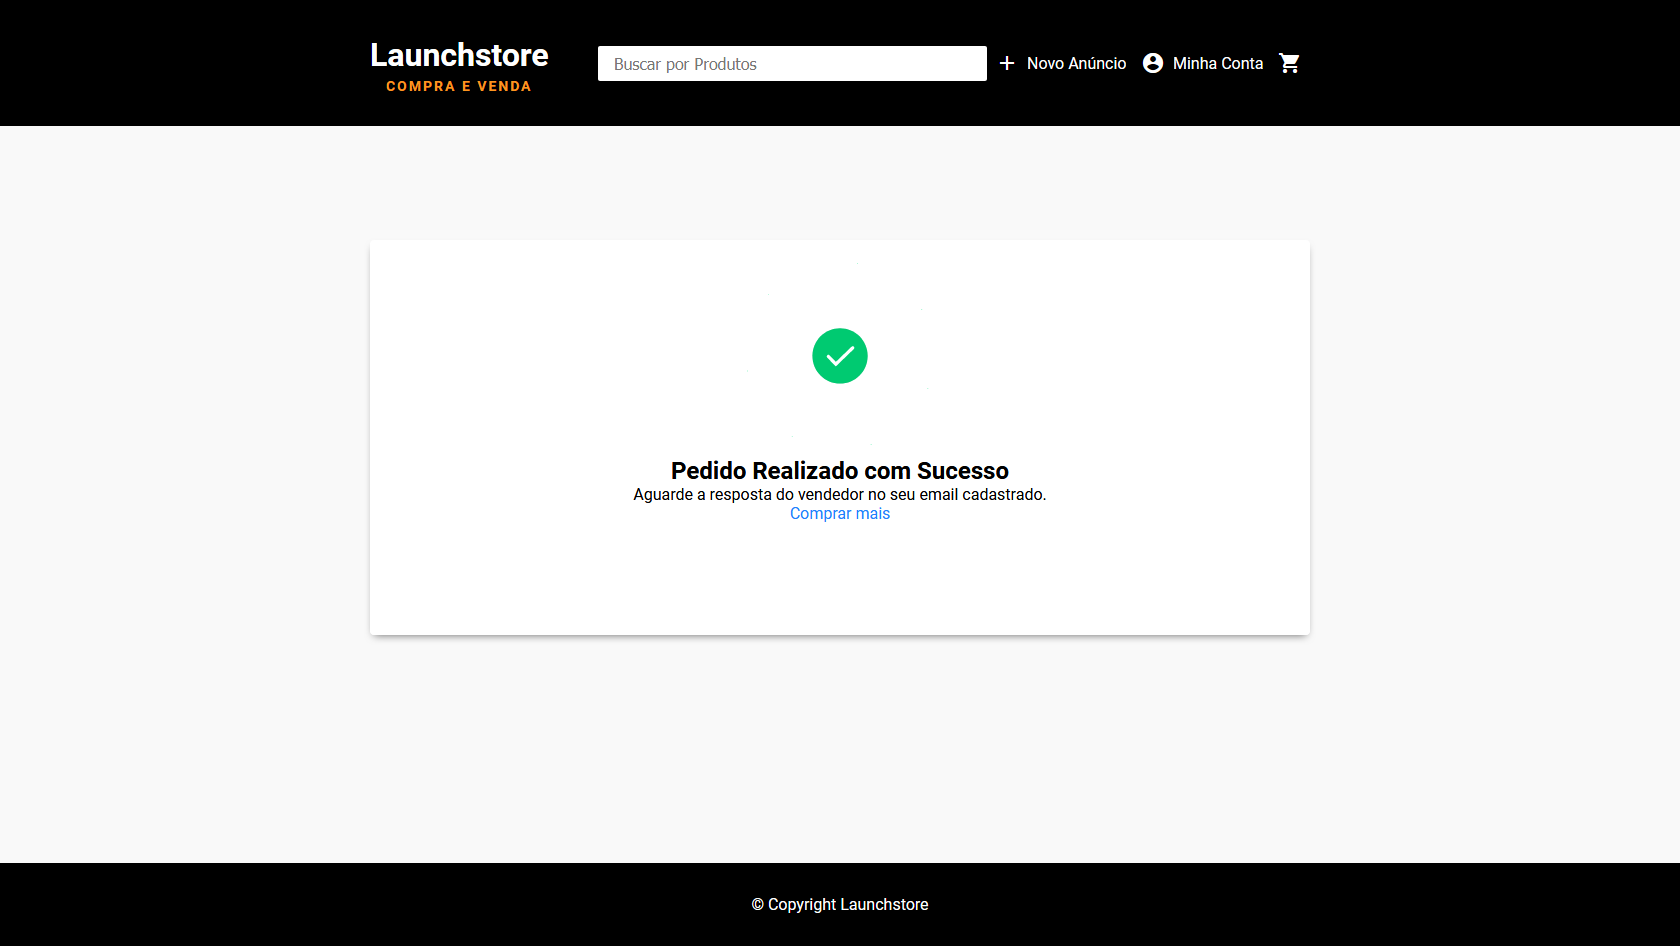 Launchstore
COMPRA E VENDA
Buscar por Produtos
Novo Anúncio
Minha Conta
Pedido Realizado com Sucesso
Aguarde a resposta do vendedor no seu email cadastrado.
Comprar mais
© Copyright Launchstore